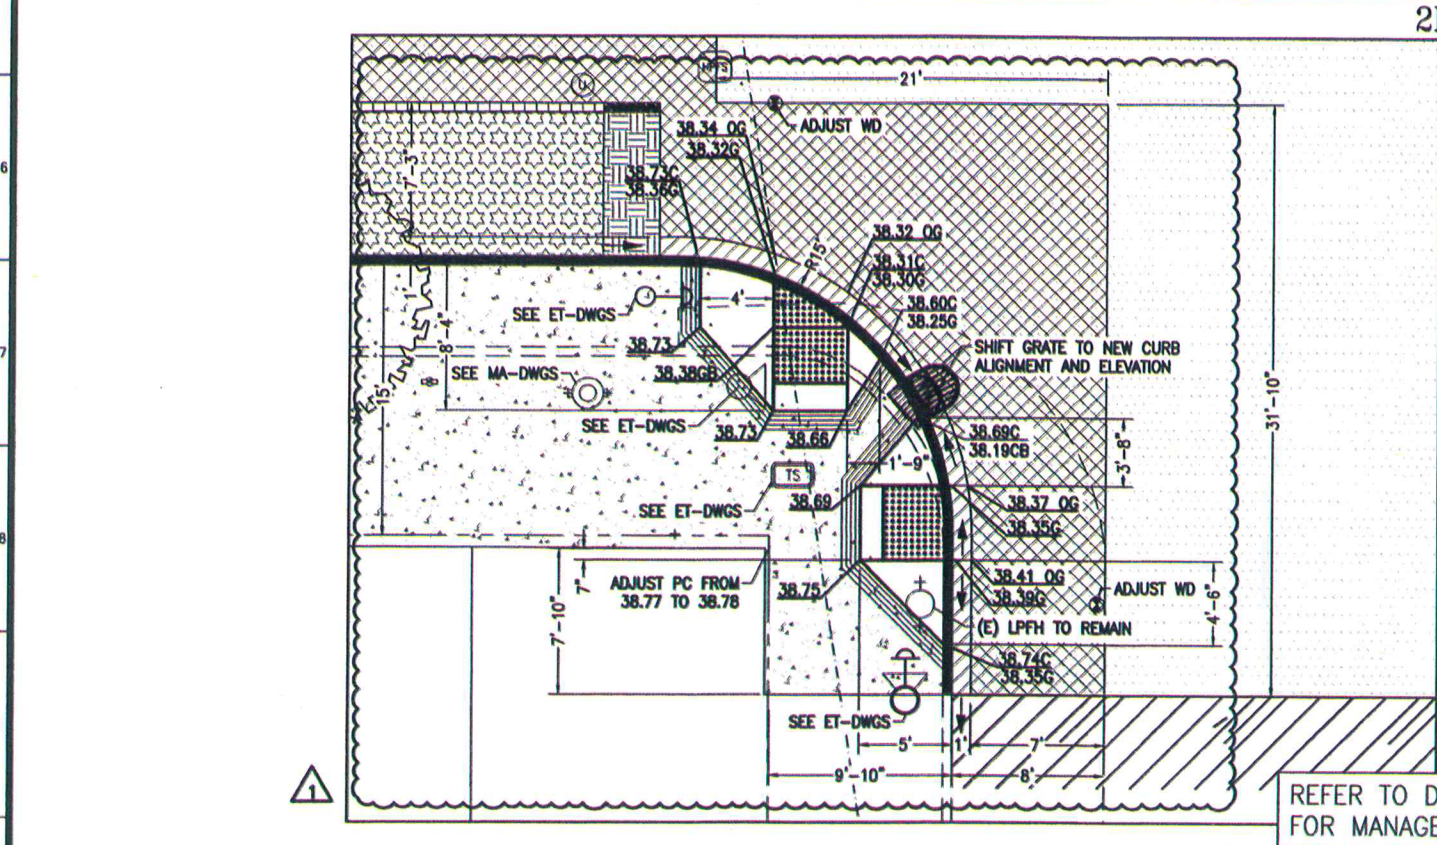 21'
ADJUST WD
38.34 OG
38.32G
38.73C
38.36G
U
7'-3"
38.32 OG
R15'
38.31C
38.30G
38.60C
38.25G
4'
SEE ET-DWGS
1'
8'-4"
15'
38.73
SHIFT GRATE TO NEW CURB
ALIGNMENT AND ELEVATION
SEE MA-DWGS
38.38GB
SEE ET-DWGS
38.73
38.66
38.69C
38.19CB
3'-8"
31'-10"
1'-9"
TS
38.69
SEE ET-DWGS
38.37 OG
38.35G
7"
ADJUST PC FROM
38.77 TO 38.78
38.75
38.41 OG
38.39G
ADJUST WD
4'-6"
7'-10"
(E) LPFH TO REMAIN
38.74C
38.35G
SEE ET-DWGS
5'
1'
7'
9'-10"
8'
1
REFER TO D
FOR MANAGE
6
7
8